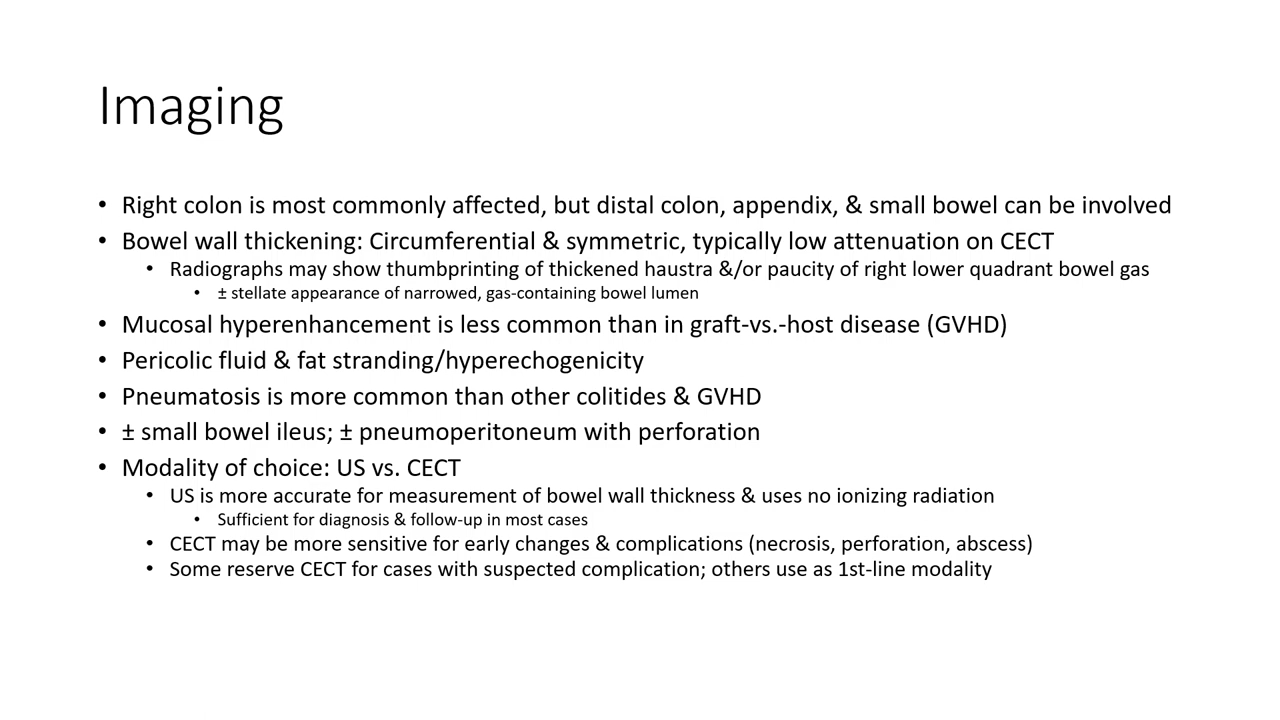 Imaging
• Right colon is most commonly affected, but distal colon, appendix, & small bowel can be involved
• Bowel wall thickening: Circumferential & symmetric, typically low attenuation on CECT
• Radiographs may show thumbprinting of thickened haustra &/or paucity of right lower quadrant bowel gas
• ± stellate appearance of narrowed, gas-containing bowel lumen
• Mucosal hyperenhancement is less common than in graft-vs.-host disease (GVHD)
• Pericolic fluid & fat stranding/hyperechogenicity
• Pneumatosis is more common than other colitides & GVHD
• ± small bowel ileus; ± pneumoperitoneum with perforation
• Modality of choice: US vs. CECT
• US is more accurate for measurement of bowel wall thickness & uses no ionizing radiation
• Sufficient for diagnosis & follow-up in most cases
• CECT may be more sensitive for early changes & complications (necrosis, perforation, abscess)
• Some reserve CECT for cases with suspected complication; others use as 1st-line modality